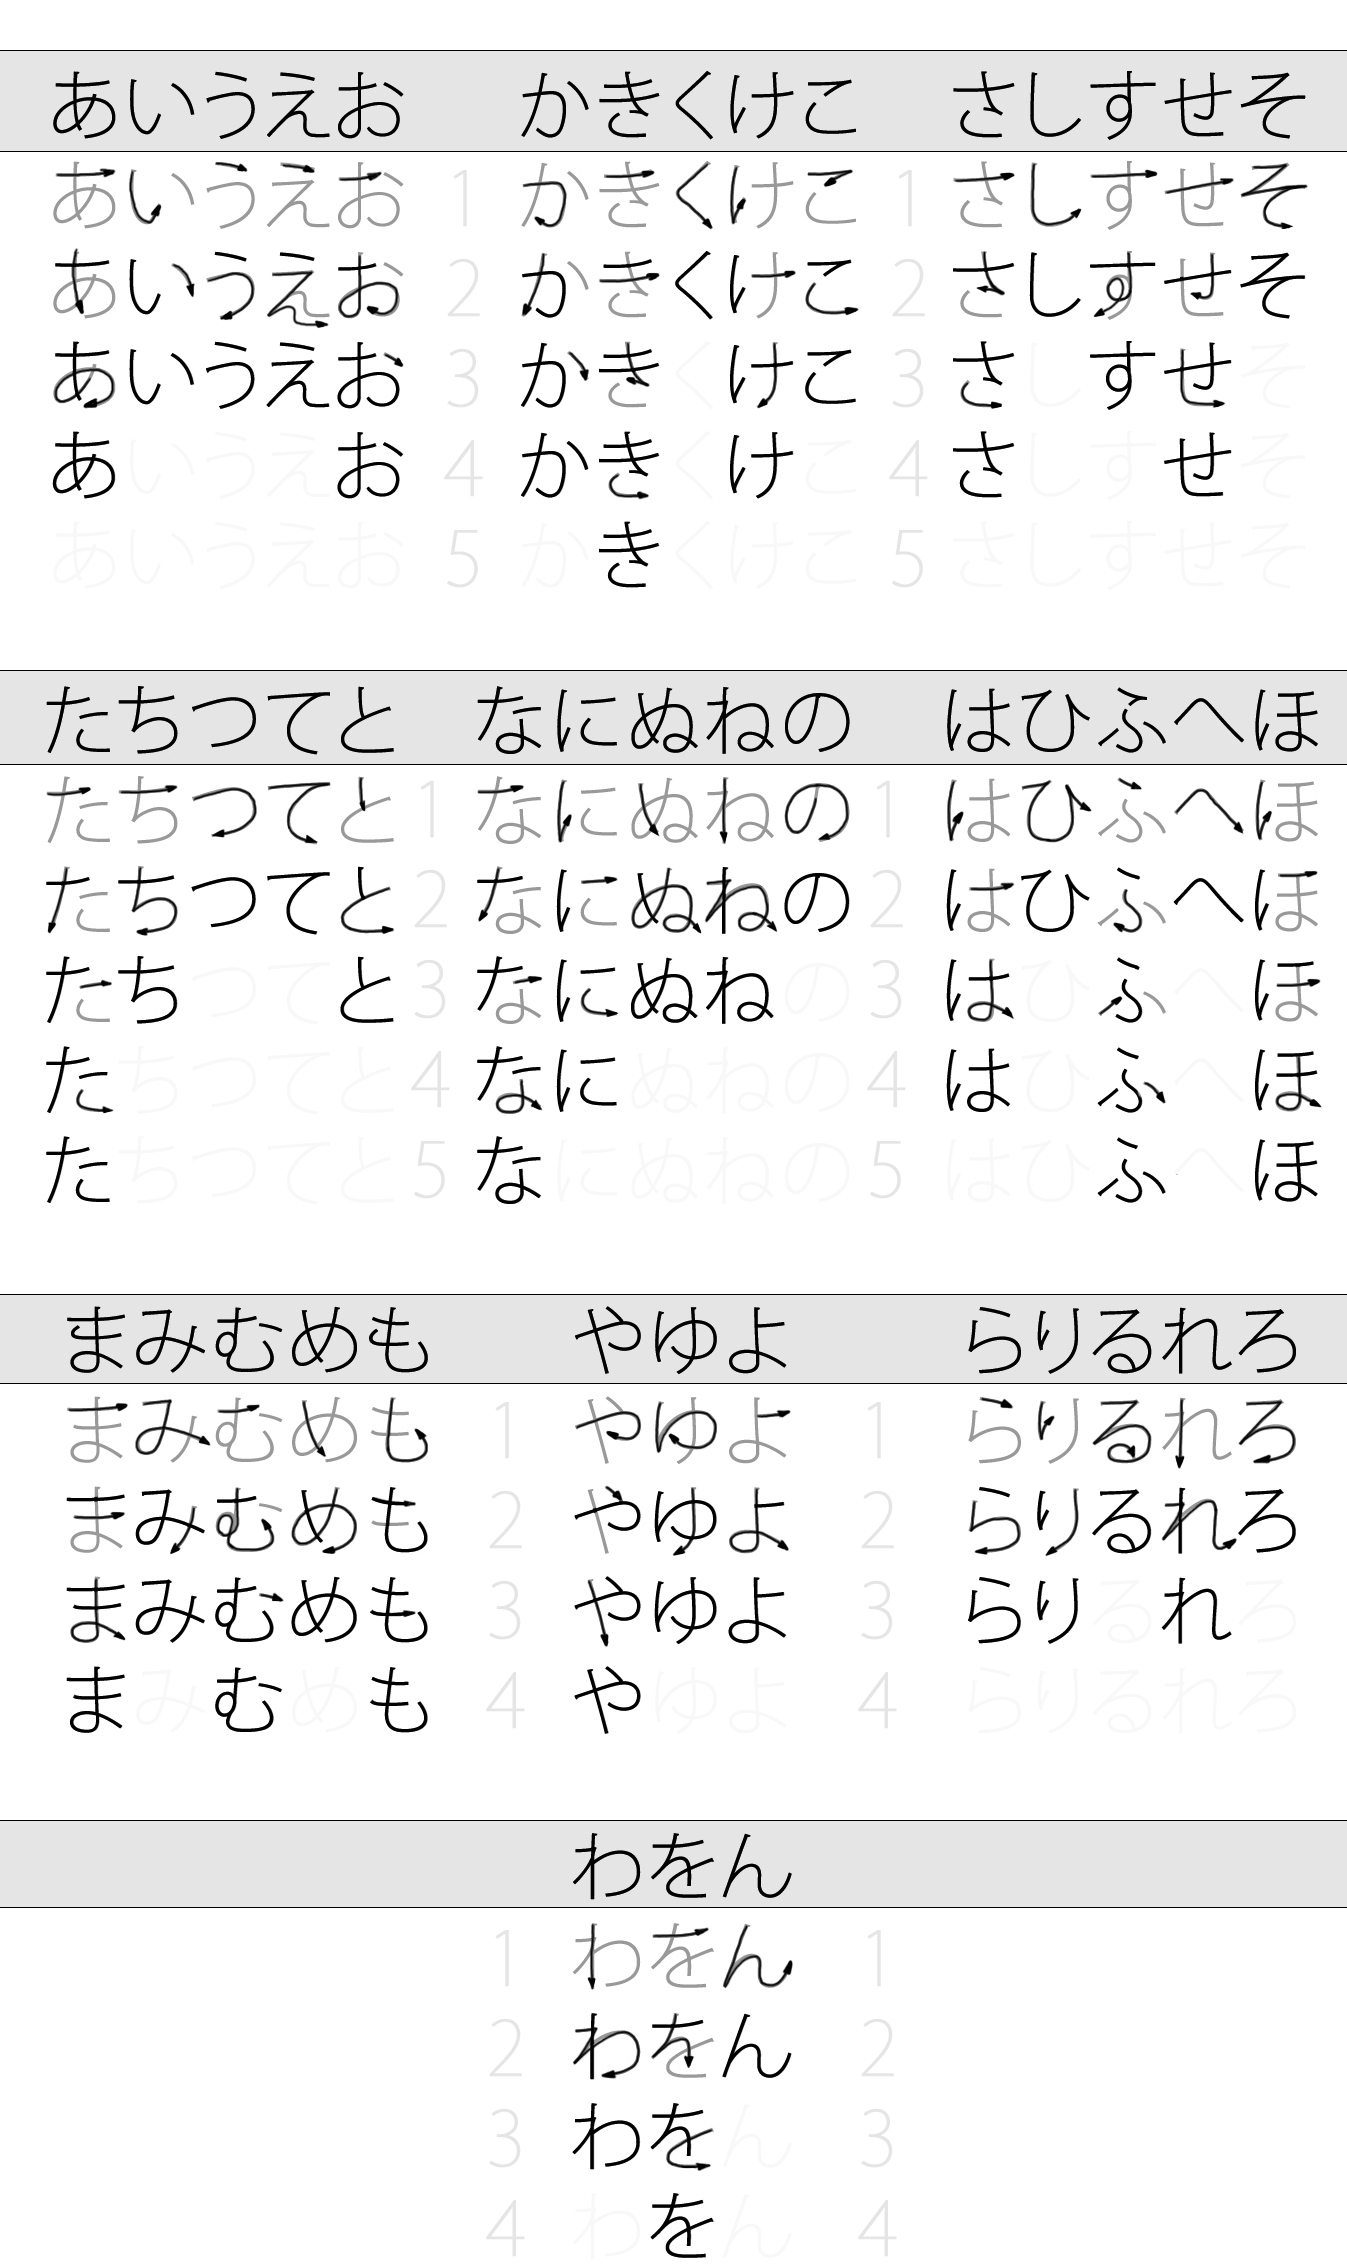 あいうえお かきくけこ さしすせそ
あいうえお 1 かきくけこ 1 さしすせそ
あいうえお 2 かきくけこ 2 さしすせそ
あいうえお 3 かきくけこ 3 さしすせそ
あいうえお 4 かきくけこ 4 さしすせそ
あいうえお 5 かきくけこ 5 さしすせそ
たちつてと なにぬねの はひふへほ
たちつてと 1 なにぬねの 1 はひふへほ
たちつてと 2 なにぬねの 2 はひふへほ
たちつてと 3 なにぬねの 3 はひふへほ
たちつてと 4 なにぬねの 4 はひふへほ
たちつてと 5 なにぬねの 5 はひふへほ
まみむめも やゆよ らりるれろ
まみむめも 1 やゆよ 1 らりるれろ
まみむめも 2 やゆよ 2 らりるれろ
まみむめも 3 やゆよ 3 らりるれろ
まみむめも 4 やゆよ 4 らりるれろ
わをん
1 わをん 1
2 わをん 2
3 わをん 3
4 わをん 4